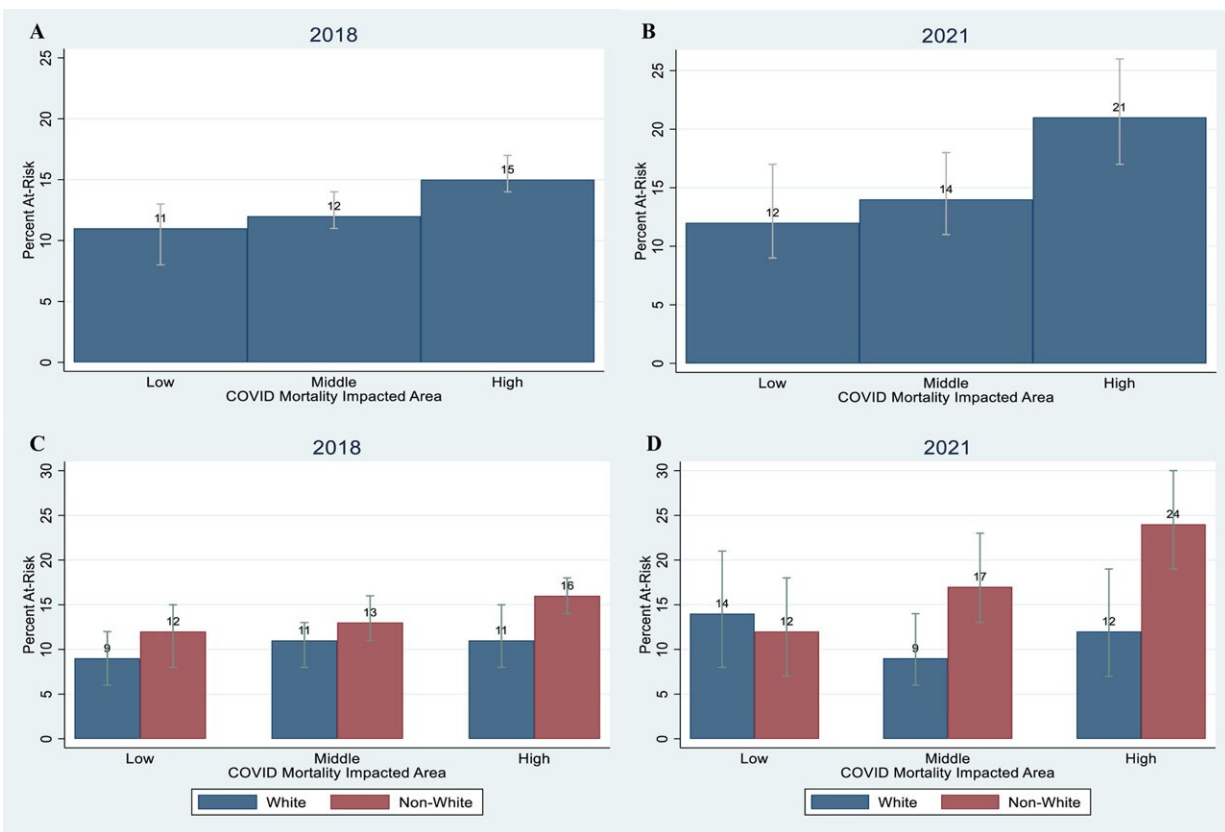 A
2018
Percent At-Risk
25
20
15
10
5
0
11
12
15
Low
Middle
High
COVID Mortality Impacted Area
B
2021
Percent At-Risk
25
20
15
10
5
0
12
14
21
Low
Middle
High
COVID Mortality Impacted Area
C
2018
Percent At-Risk
30
25
20
15
10
5
0
9
12
11
13
11
16
Low
Middle
High
COVID Mortality Impacted Area
White
Non-White
D
2021
Percent At-Risk
30
25
20
15
10
5
0
14
12
9
17
12
24
Low
Middle
High
COVID Mortality Impacted Area
White
Non-White